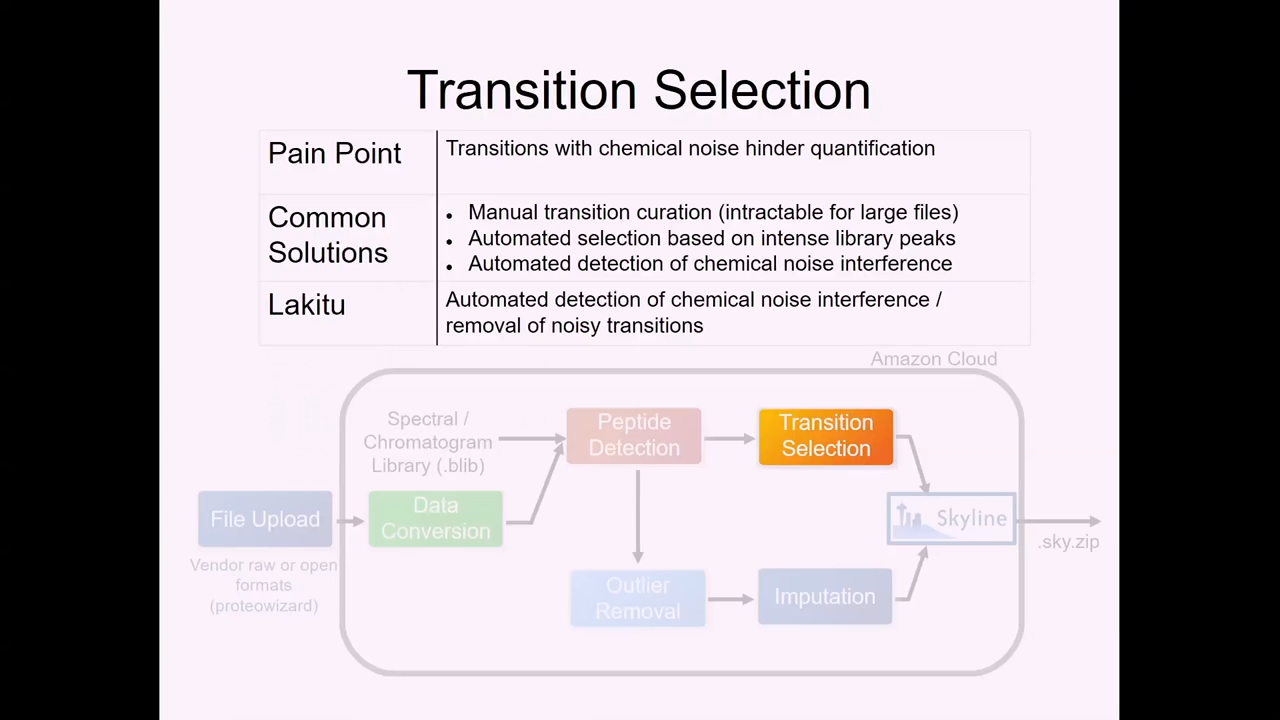 Transition Selection
Pain Point
Transitions with chemical noise hinder quantification
Common
Solutions
• Manual transition curation (intractable for large files)
• Automated selection based on intense library peaks
• Automated detection of chemical noise interference
Lakitu
Automated detection of chemical noise interference /
removal of noisy transitions
Amazon Cloud
Spectral /
Chromatogram
Library (.blib)
Peptide
Detection
Transition
Selection
File Upload
Data
Conversion
Skyline
.sky.zip
Vendor raw or open
formats
(proteowizard)
Outlier
Removal
Imputation